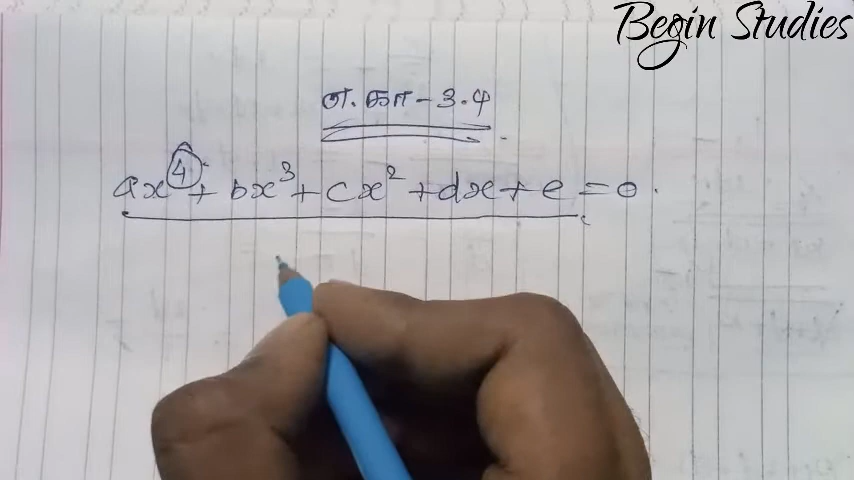 Begin Studies
எ.கா - 3.4
ax⁴ + bx³ + cx² + dx + e = 0.